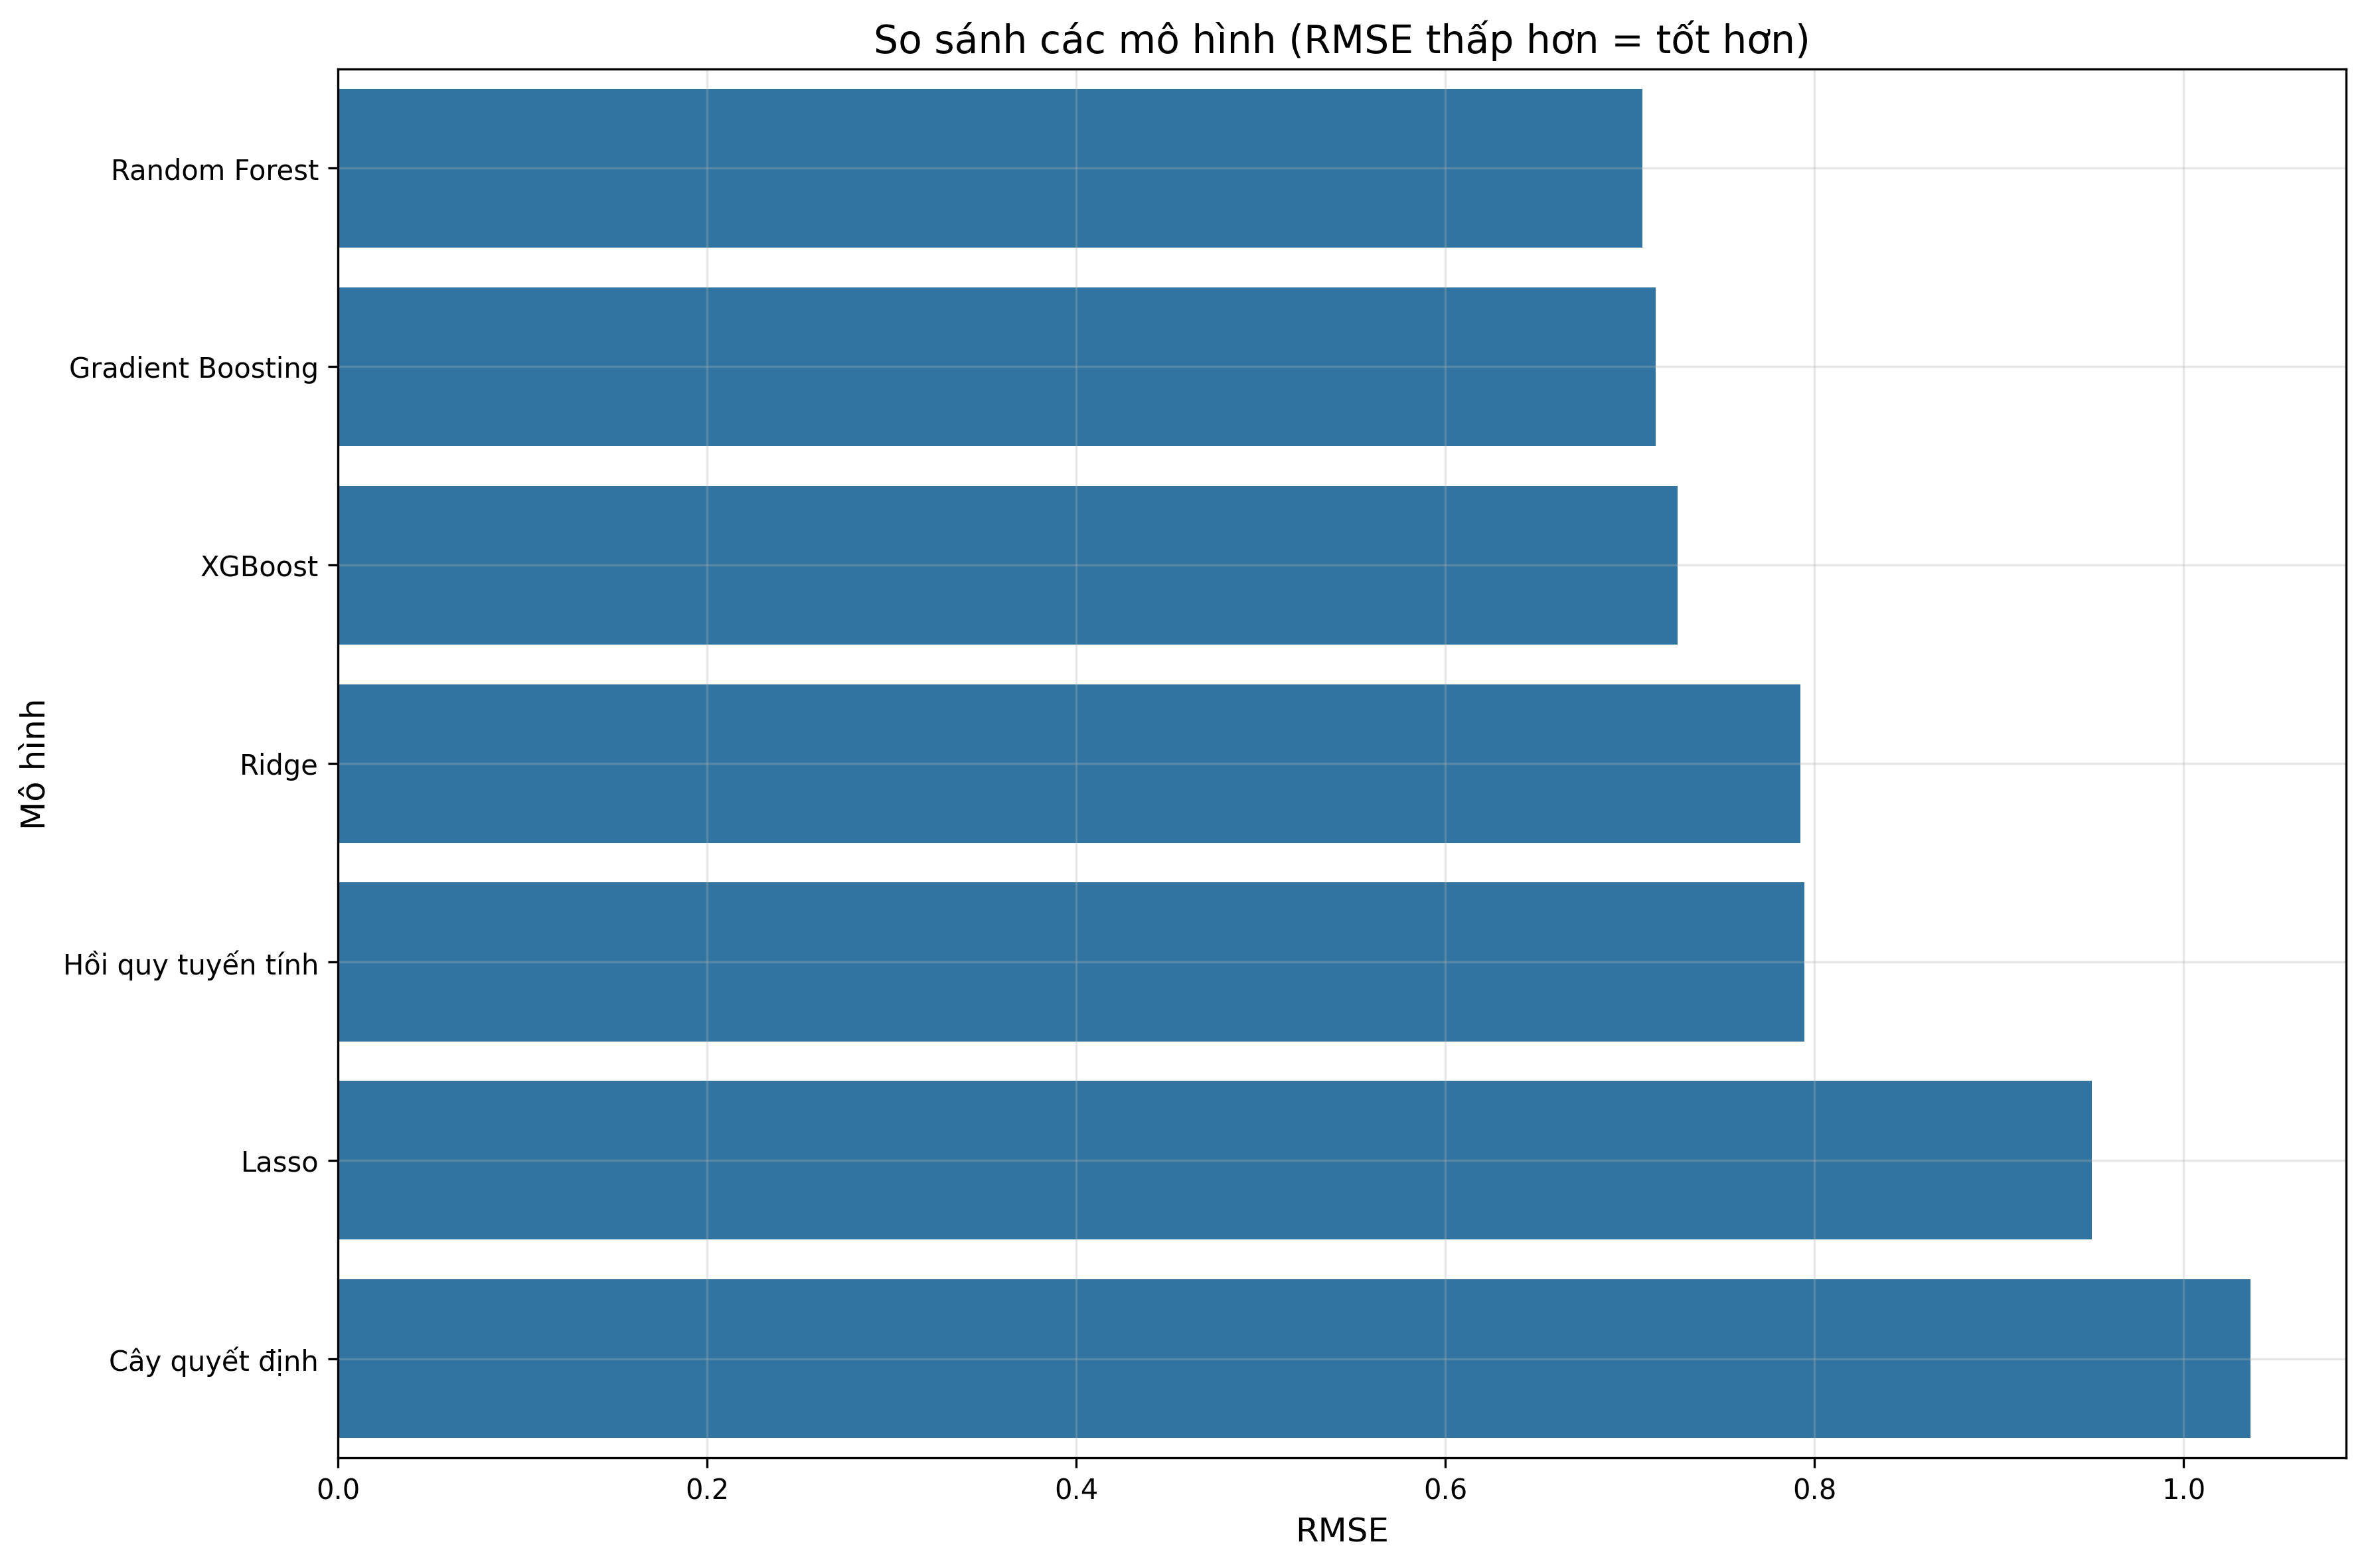 So sánh các mô hình (RMSE thấp hơn = tốt hơn)
Random Forest
Gradient Boosting
XGBoost
Ridge
Hồi quy tuyến tính
Lasso
Cây quyết định
Mô hình
0.0 0.2 0.4 0.6 0.8 1.0
RMSE